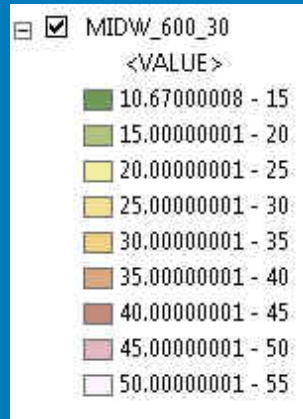 MIDW_600_30
<VALUE>
10.67000008 - 15
15.00000001 - 20
20.00000001 - 25
25.00000001 - 30
30.00000001 - 35
35.00000001 - 40
40.00000001 - 45
45.00000001 - 50
50.00000001 - 55